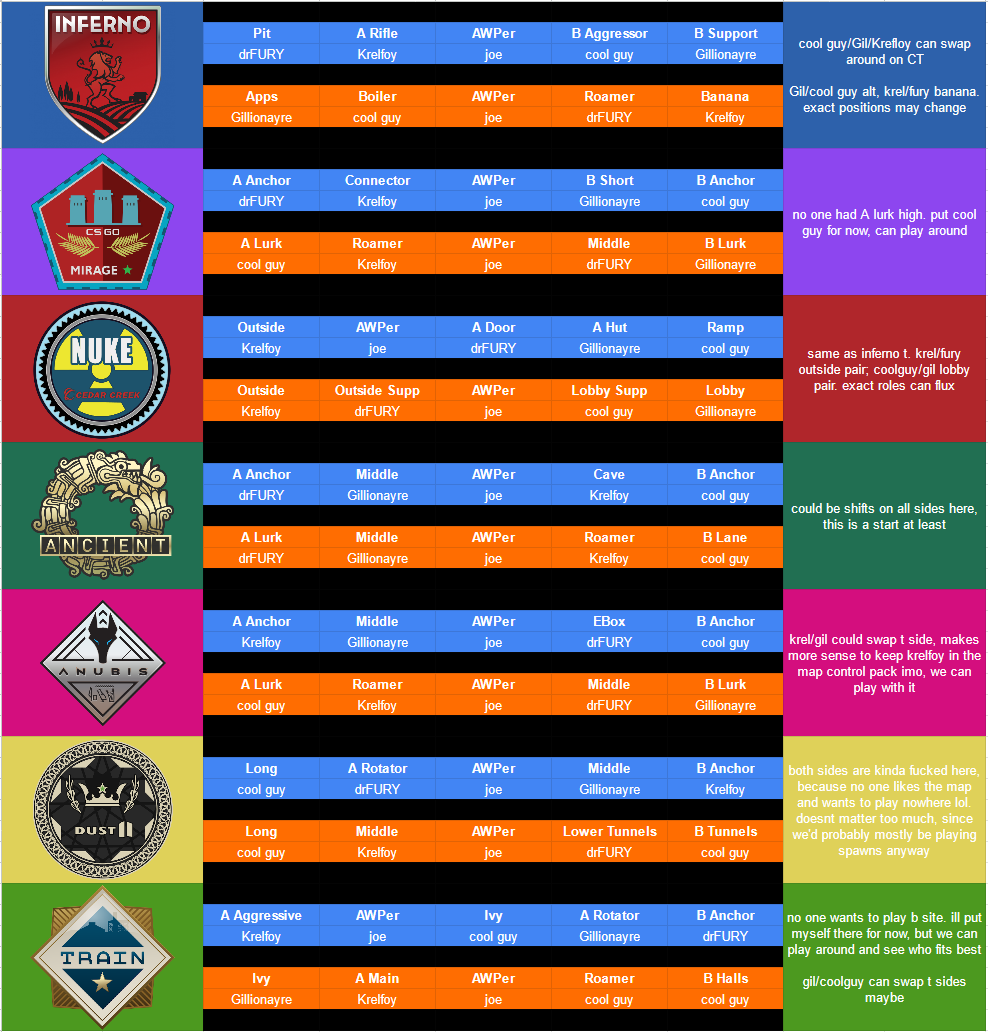 INFERNO
Pit A Rifle AWPer B Aggressor B Support
drFURY Krelfoy joe cool guy Gillionayre
Apps Boiler AWPer Roamer Banana
Gillionayre cool guy joe drFURY Krelfoy
cool guy/Gil/Krefloy can swap
around on CT
Gil/cool guy alt, krel/fury banana.
exact positions may change
CS GO
MIRAGE
A Anchor Connector AWPer B Short B Anchor
drFURY Krelfoy joe Gillionayre cool guy
A Lurk Roamer AWPer Middle B Lurk
cool guy Krelfoy joe drFURY Gillionayre
no one had A lurk high. put cool
guy for now, can play around
NUKE
CEDAR CREEK
Outside AWPer A Door A Hut Ramp
Krelfoy joe drFURY Gillionayre cool guy
Outside Outside Supp AWPer Lobby Supp Lobby
Krelfoy drFURY joe cool guy Gillionayre
same as inferno t. krel/fury
outside pair; coolguy/gil lobby
pair. exact roles can flux
ANCIENT
A Anchor Middle AWPer Cave B Anchor
drFURY Gillionayre joe Krelfoy cool guy
A Lurk Middle AWPer Roamer B Lane
drFURY Gillionayre joe Krelfoy cool guy
could be shifts on all sides here,
this is a start at least
ANUBIS
A Anchor Middle AWPer EBox B Anchor
Krelfoy Gillionayre joe drFURY cool guy
A Lurk Roamer AWPer Middle B Lurk
cool guy Krelfoy joe drFURY Gillionayre
krel/gil could swap t side, makes
more sense to keep krelfoy in the
map control pack imo, we can
play with it
DUST II
Long A Rotator AWPer Middle B Anchor
cool guy drFURY joe Gillionayre Krelfoy
Long Middle AWPer Lower Tunnels B Tunnels
cool guy Krelfoy joe drFURY cool guy
both sides are kinda fucked here,
because no one likes the map
and wants to play nowhere lol.
doesnt matter too much, since
we'd probably mostly be playing
spawns anyway
TRAIN
A Aggressive AWPer Ivy A Rotator B Anchor
Krelfoy joe cool guy Gillionayre drFURY
Ivy A Main AWPer Roamer B Halls
Gillionayre Krelfoy joe cool guy cool guy
no one wants to play b site. ill put
myself there for now, but we can
play around and see who fits best
gil/coolguy can swap t sides
maybe